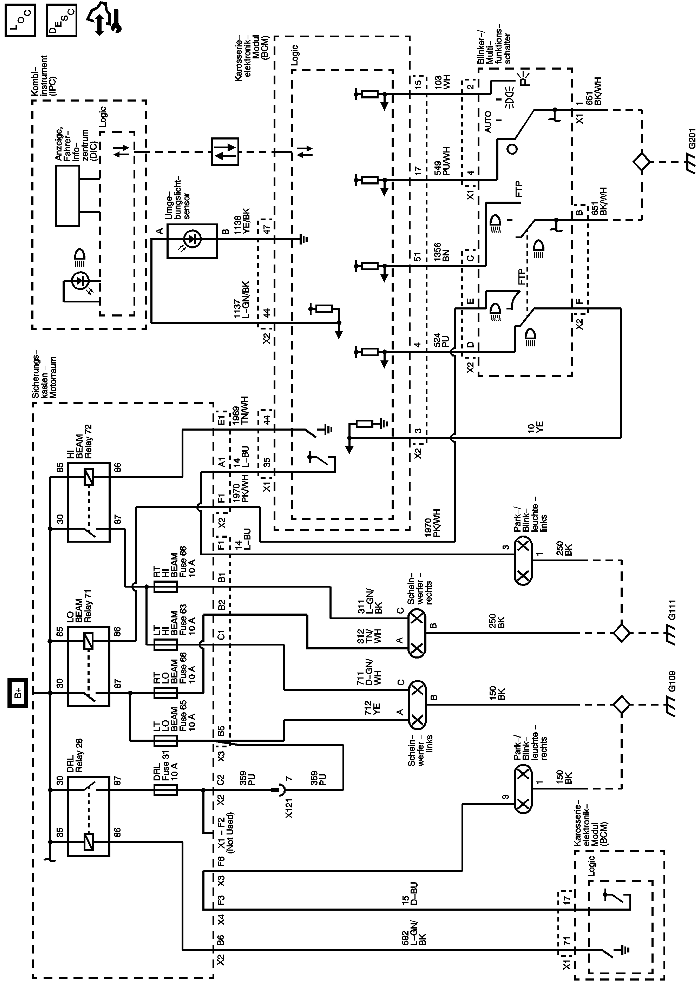 L O C
D E S C
Kombi–
instrument
(IPC)
Anzeige,
Fahrer–
Info–
zentrum
(DIC)
Logic
Karosserie–
elektronik
Modul
(BCM)
Logic
Blinker–/
Multi–
funktions–
schalter
Umge–
bungslicht–
sensor
A
B
1138
YE/BK
47
1137
L–GN/BK
44
X2
15
103
WH
2
17
549
PU/WH
4
X1
51
1356
BN
C
E
4
524
PU
D
X2
3
X2
10
YE
P
EDGE
AUTO
FTP
FTP
1
651
BK/WH
X1
B
651
BK/WH
F
X2
G201
Sicherungs–
kasten
Motorraum
HI
BEAM
Relay 72
85
86
30
87
LO
BEAM
Relay 71
85
86
30
87
B+
DRL
Relay 28
30
87
85
86
E1
1969
TN/WH
44
A1
14
L–BU
35
X1
F1
1970
PK/WH
X2
F1
14
L–BU
1970
PK/WH
RT
HI
BEAM
Fuse 66
10 A
B1
LT
HI
BEAM
Fuse 63
10 A
B2
C1
RT
LO
BEAM
Fuse 68
10 A
LT
LO
BEAM
Fuse 65
10 A
B5
X3
DRL
Fuse 31
10 A
C2
X2
359
PU
7
X121
359
PU
F2
X1 –
(Not Used)
F6
X3
F3
X4
B6
X2
311
L–GN/
BK
312
TN/
WH
711
D–GN/
WH
712
YE
C
A
B
Schein–
werfer–
rechts
250
BK
C
A
B
Schein–
werfer–
links
150
BK
Park–/
Blink–
leuchte–
links
3
1
250
BK
G111
G109
Park–/
Blink–
leuchte–
rechts
3
1
150
BK
15
D–BU
592
L–GN/
BK
Karosserie–
elektronik–
Modul
(BCM)
Logic
17
71
X1